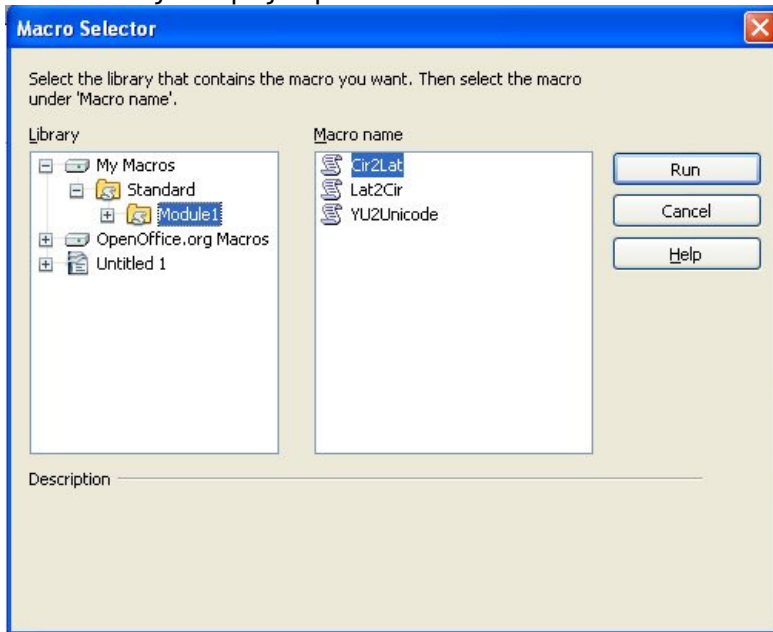 Macro Selector
Select the library that contains the macro you want. Then select the macro
under 'Macro name'.
Library
Macro name
My Macros
Standard
Module1
OpenOffice.org Macros
Untitled 1
Cir2Lat
Lat2Cir
YU2Unicode
Run
Cancel
Help
Description